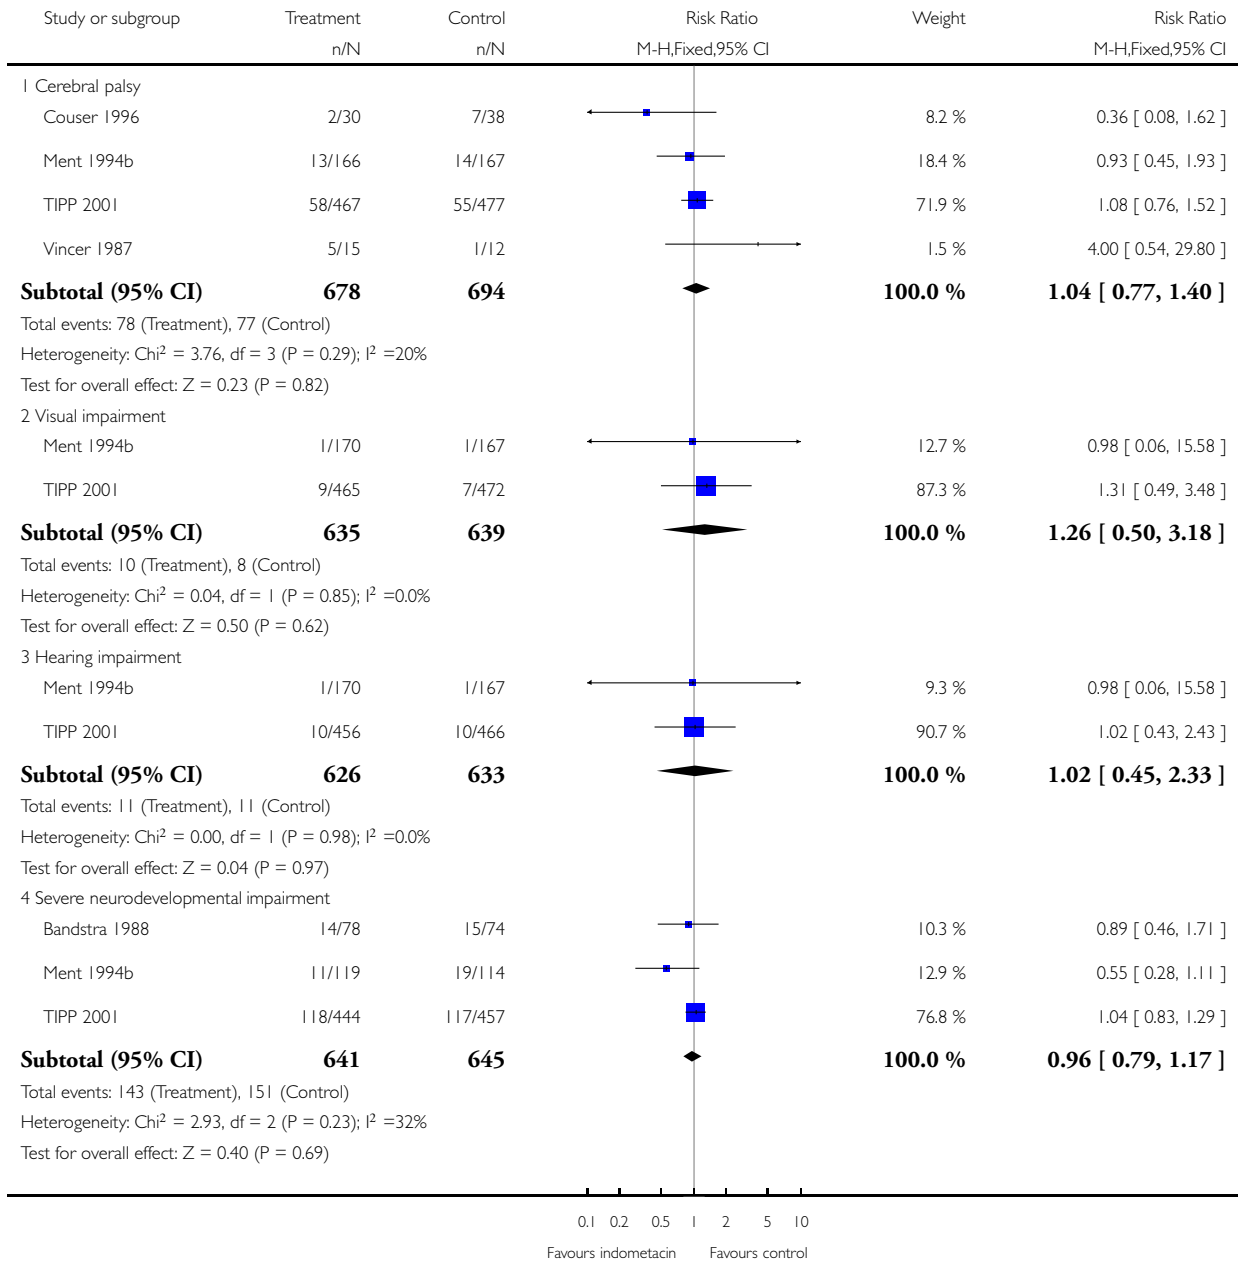 Study or subgroup Treatment Control Risk Ratio Weight Risk Ratio
n/N n/N M-H,Fixed,95% CI M-H,Fixed,95% CI
1 Cerebral palsy
Couser 1996 2/30 7/38 8.2 % 0.36 [ 0.08, 1.62 ]
Ment 1994b 13/166 14/167 18.4 % 0.93 [ 0.45, 1.93 ]
TIPP 2001 58/467 55/477 71.9 % 1.08 [ 0.76, 1.52 ]
Vincer 1987 5/15 1/12 1.5 % 4.00 [ 0.54, 29.80 ]
Subtotal (95% CI) 678 694 100.0 % 1.04 [ 0.77, 1.40 ]
Total events: 78 (Treatment), 77 (Control)
Heterogeneity: Chi² = 3.76, df = 3 (P = 0.29); I² =20%
Test for overall effect: Z = 0.23 (P = 0.82)
2 Visual impairment
Ment 1994b 1/170 1/167 12.7 % 0.98 [ 0.06, 15.58 ]
TIPP 2001 9/465 7/472 87.3 % 1.31 [ 0.49, 3.48 ]
Subtotal (95% CI) 635 639 100.0 % 1.26 [ 0.50, 3.18 ]
Total events: 10 (Treatment), 8 (Control)
Heterogeneity: Chi² = 0.04, df = 1 (P = 0.85); I² =0.0%
Test for overall effect: Z = 0.50 (P = 0.62)
3 Hearing impairment
Ment 1994b 1/170 1/167 9.3 % 0.98 [ 0.06, 15.58 ]
TIPP 2001 10/456 10/466 90.7 % 1.02 [ 0.43, 2.43 ]
Subtotal (95% CI) 626 633 100.0 % 1.02 [ 0.45, 2.33 ]
Total events: 11 (Treatment), 11 (Control)
Heterogeneity: Chi² = 0.00, df = 1 (P = 0.98); I² =0.0%
Test for overall effect: Z = 0.04 (P = 0.97)
4 Severe neurodevelopmental impairment
Bandstra 1988 14/78 15/74 10.3 % 0.89 [ 0.46, 1.71 ]
Ment 1994b 11/119 19/114 12.9 % 0.55 [ 0.28, 1.11 ]
TIPP 2001 118/444 117/457 76.8 % 1.04 [ 0.83, 1.29 ]
Subtotal (95% CI) 641 645 100.0 % 0.96 [ 0.79, 1.17 ]
Total events: 143 (Treatment), 151 (Control)
Heterogeneity: Chi² = 2.93, df = 2 (P = 0.23); I² =32%
Test for overall effect: Z = 0.40 (P = 0.69)
0.1 0.2 0.5 1 2 5 10
Favours indometacin Favours control